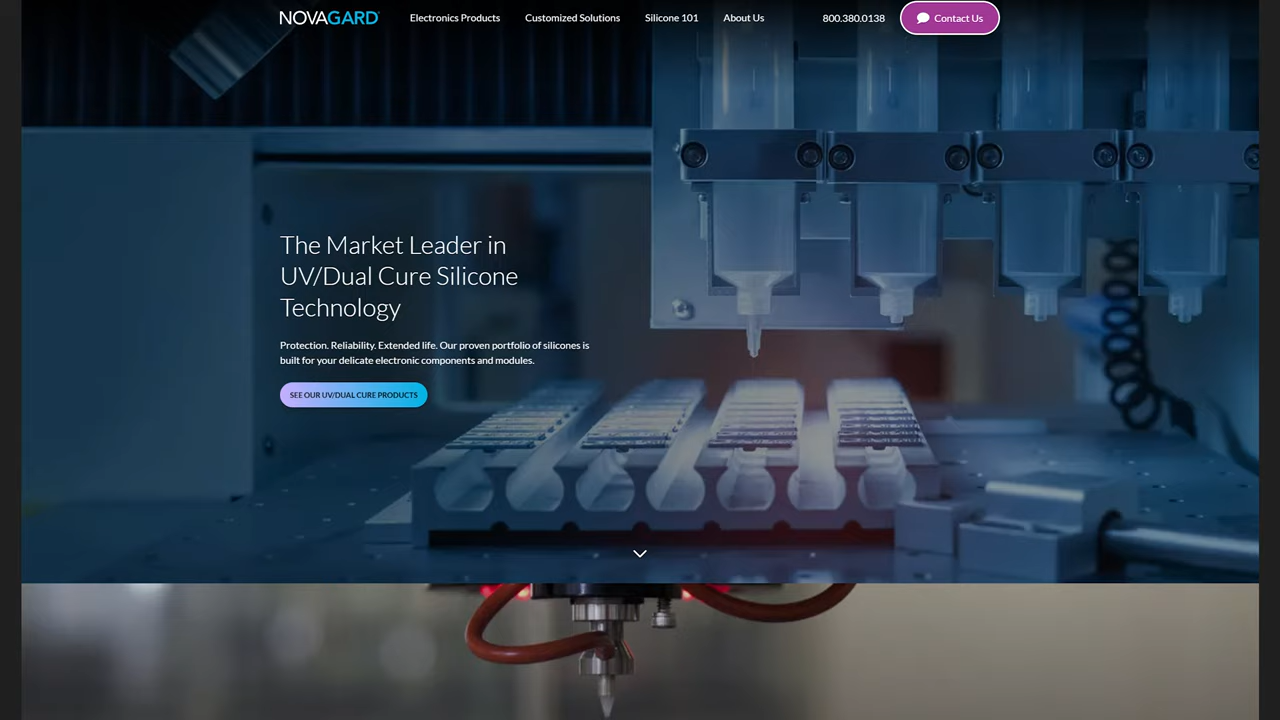 NOVAGARD
Electronics Products
Customized Solutions
Silicone 101
About Us
800.380.0138
Contact Us
The Market Leader in
UV/Dual Cure Silicone
Technology
Protection. Reliability. Extended life. Our proven portfolio of silicones is
built for your delicate electronic components and modules.
SEE OUR UV/DUAL CURE PRODUCTS